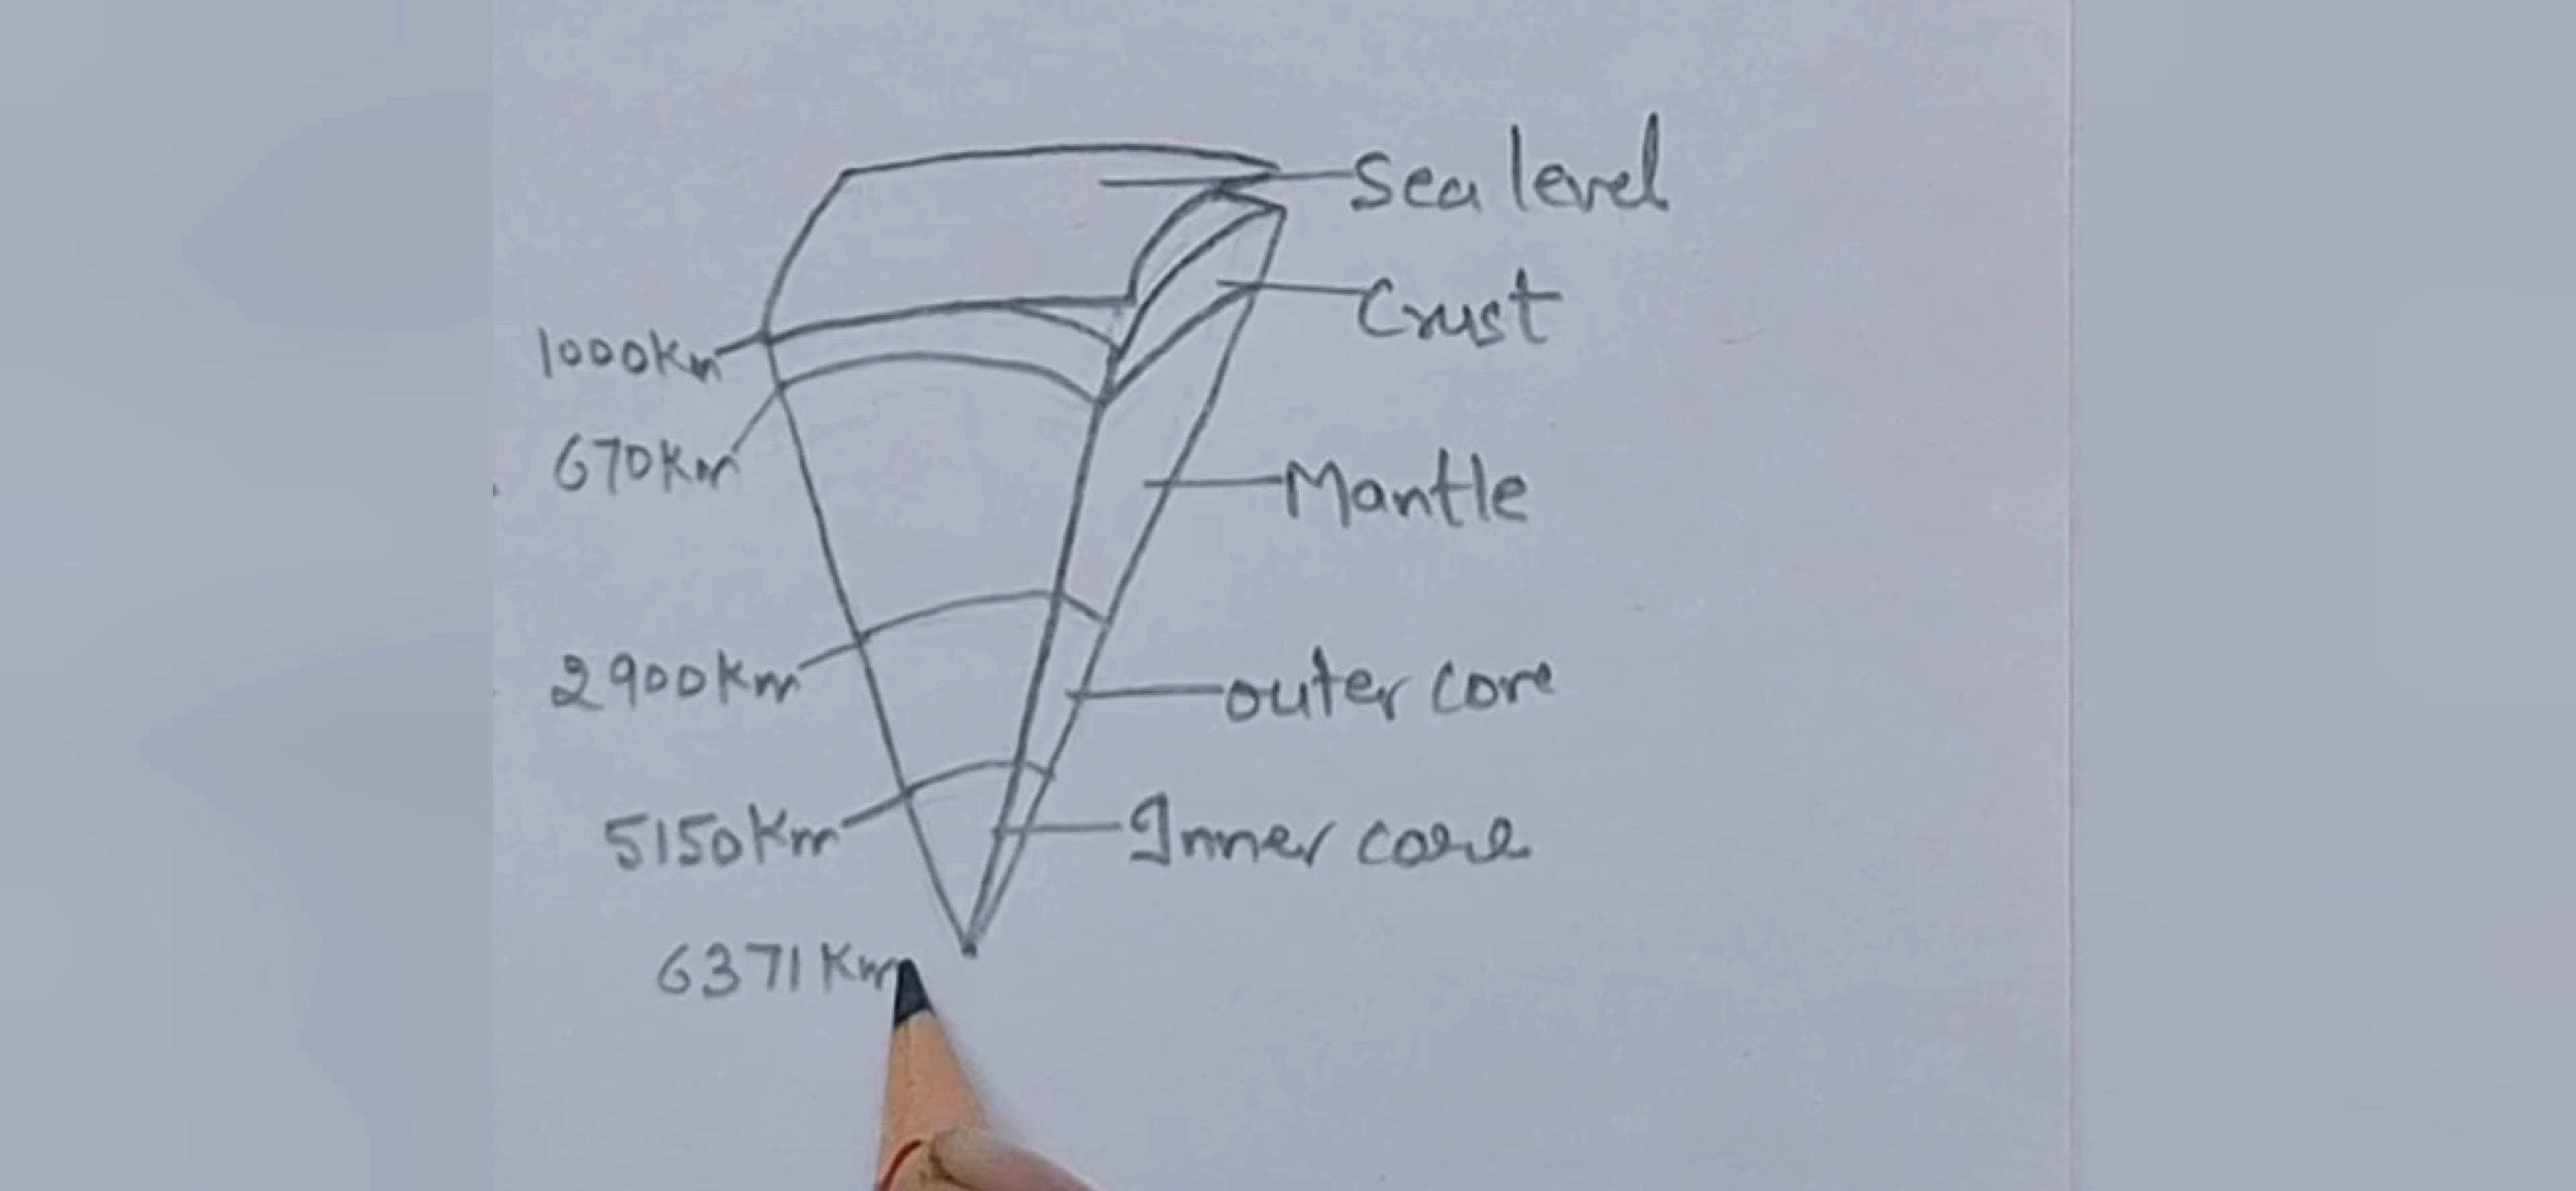 Sea level
Crust
1000Km
670Km
Mantle
2900Km
outer core
5150Km
Inner core
6371Km